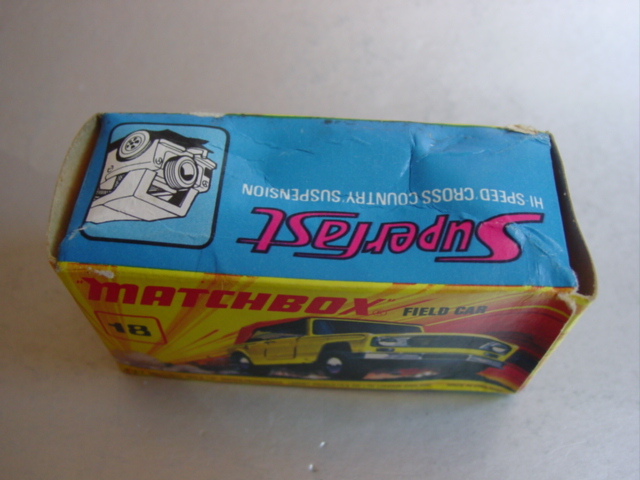 Superfast
HI-SPEED CROSS COUNTRY SUSPENSION
"MATCHBOX"
FIELD CAR
18